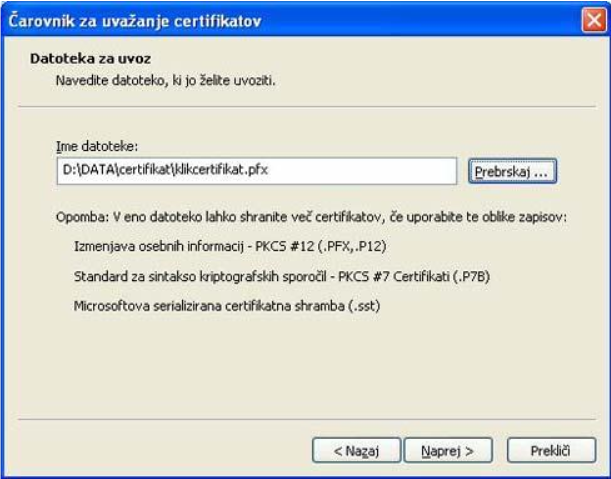 Čarovnik za uvažanje certifikatov
Datoteka za uvoz
Navedite datoteko, ki jo želite uvoziti.
Ime datoteke:
D:\DATA\certifikat\klikcertifikat.pfx
Prebrskaj ...
Opomba: V eno datoteko lahko shranite več certifikatov, če uporabite te oblike zapisov:
Izmenjava osebnih informacij - PKCS #12 (.PFX,.P12)
Standard za sintakso kriptografskih sporočil - PKCS #7 Certifikati (.P7B)
Microsoftova serializirana certifikatna shramba (.sst)
< Nazaj
Naprej >
Prekliči